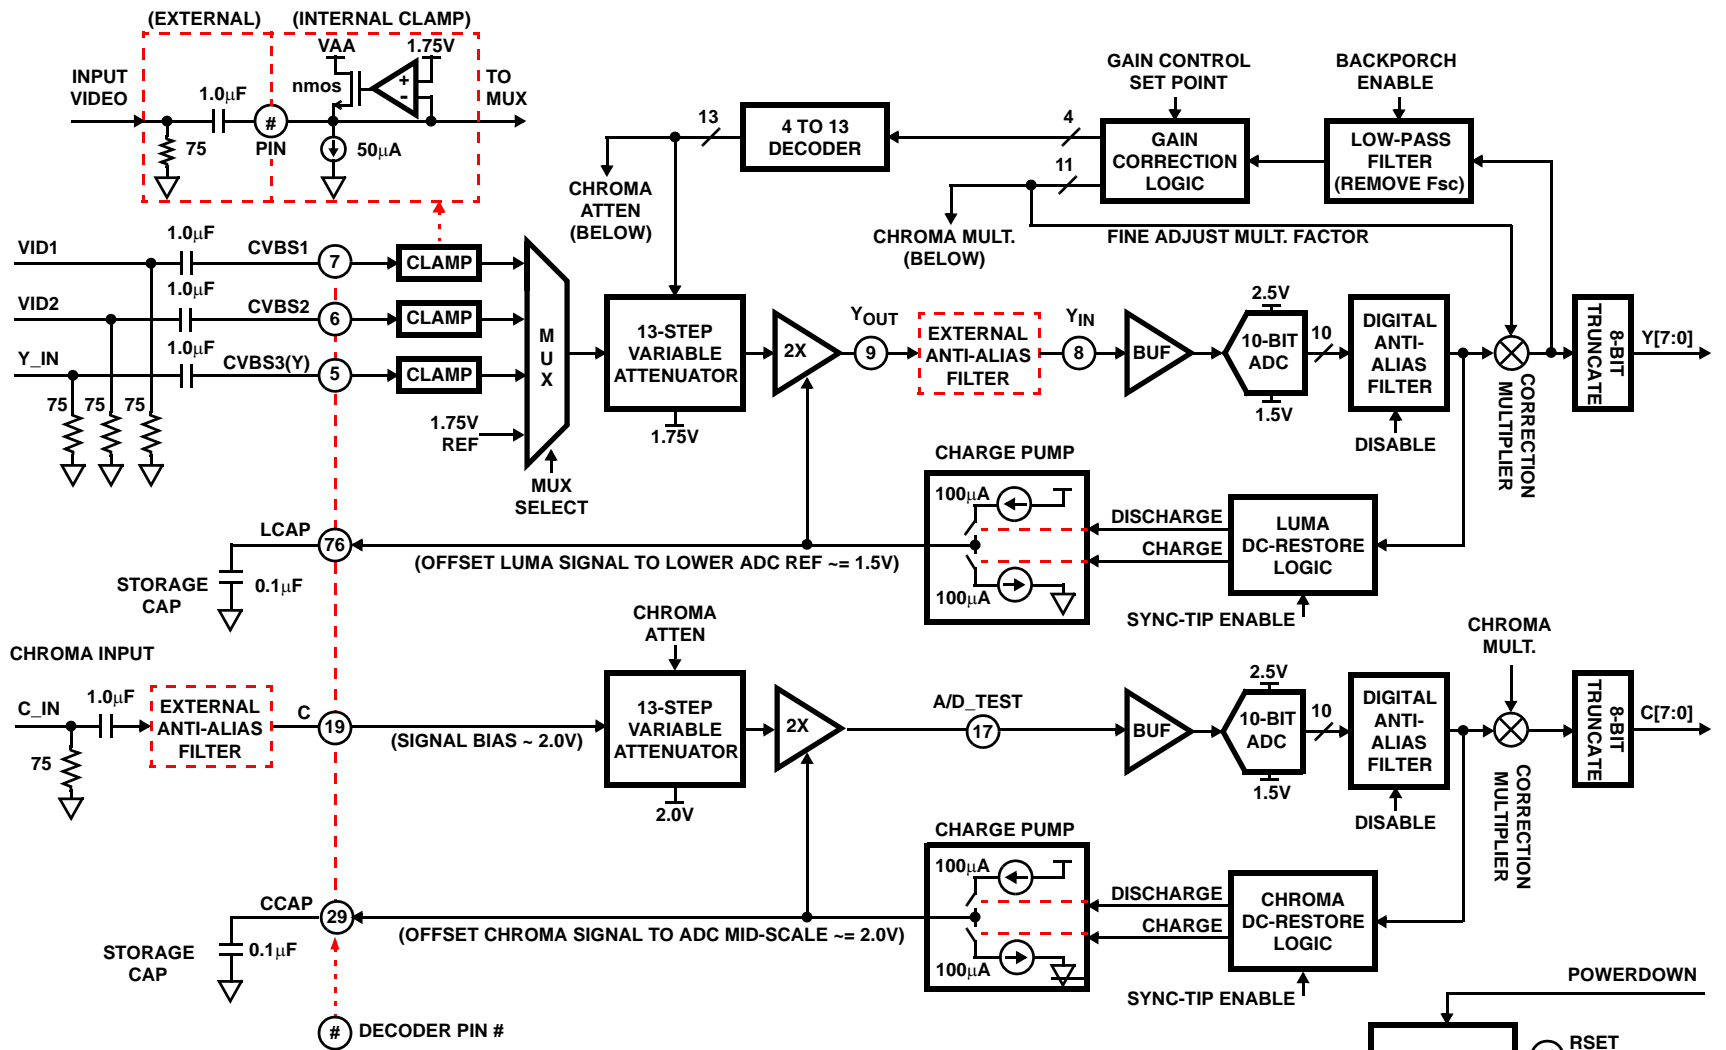 (EXTERNAL)
(INTERNAL CLAMP)
VAA
1.75V
INPUT
VIDEO
1.0µF
nmos
+
-
TO
MUX
#
PIN
75
50µA
GAIN CONTROL
SET POINT
BACKPORCH
ENABLE
13
4 TO 13
DECODER
4
11
GAIN
CORRECTION
LOGIC
LOW-PASS
FILTER
(REMOVE Fsc)
CHROMA
ATTEN
(BELOW)
CHROMA MULT.
(BELOW)
FINE ADJUST MULT. FACTOR
VID1
1.0µF
CVBS1
7
CLAMP
VID2
1.0µF
CVBS2
6
CLAMP
Y_IN
1.0µF
CVBS3(Y)
5
CLAMP
75
75
75
1.75V
REF
M
U
X
MUX
SELECT
13-STEP
VARIABLE
ATTENUATOR
1.75V
2X
YOUT
9
EXTERNAL
ANTI-ALIAS
FILTER
YIN
8
BUF
2.5V
10-BIT
ADC
1.5V
10
DIGITAL
ANTI-
ALIAS
FILTER
DISABLE
CORRECTION
MULTIPLIER
8-BIT
TRUNCATE
Y[7:0]
CHARGE PUMP
100µA
100µA
DISCHARGE
CHARGE
LUMA
DC-RESTORE
LOGIC
SYNC-TIP ENABLE
LCAP
76
(OFFSET LUMA SIGNAL TO LOWER ADC REF ~= 1.5V)
STORAGE
CAP
0.1µF
CHROMA INPUT
C_IN
1.0µF
75
EXTERNAL
ANTI-ALIAS
FILTER
C
19
(SIGNAL BIAS ~ 2.0V)
CHROMA
ATTEN
13-STEP
VARIABLE
ATTENUATOR
2.0V
2X
A/D_TEST
17
BUF
2.5V
10-BIT
ADC
1.5V
10
DIGITAL
ANTI-
ALIAS
FILTER
DISABLE
CHROMA
MULT.
CORRECTION
MULTIPLIER
8-BIT
TRUNCATE
C[7:0]
CHARGE PUMP
100µA
100µA
DISCHARGE
CHARGE
CHROMA
DC-RESTORE
LOGIC
SYNC-TIP ENABLE
CCAP
29
(OFFSET CHROMA SIGNAL TO ADC MID-SCALE ~= 2.0V)
STORAGE
CAP
0.1µF
#
DECODER PIN #
POWERDOWN
RSET